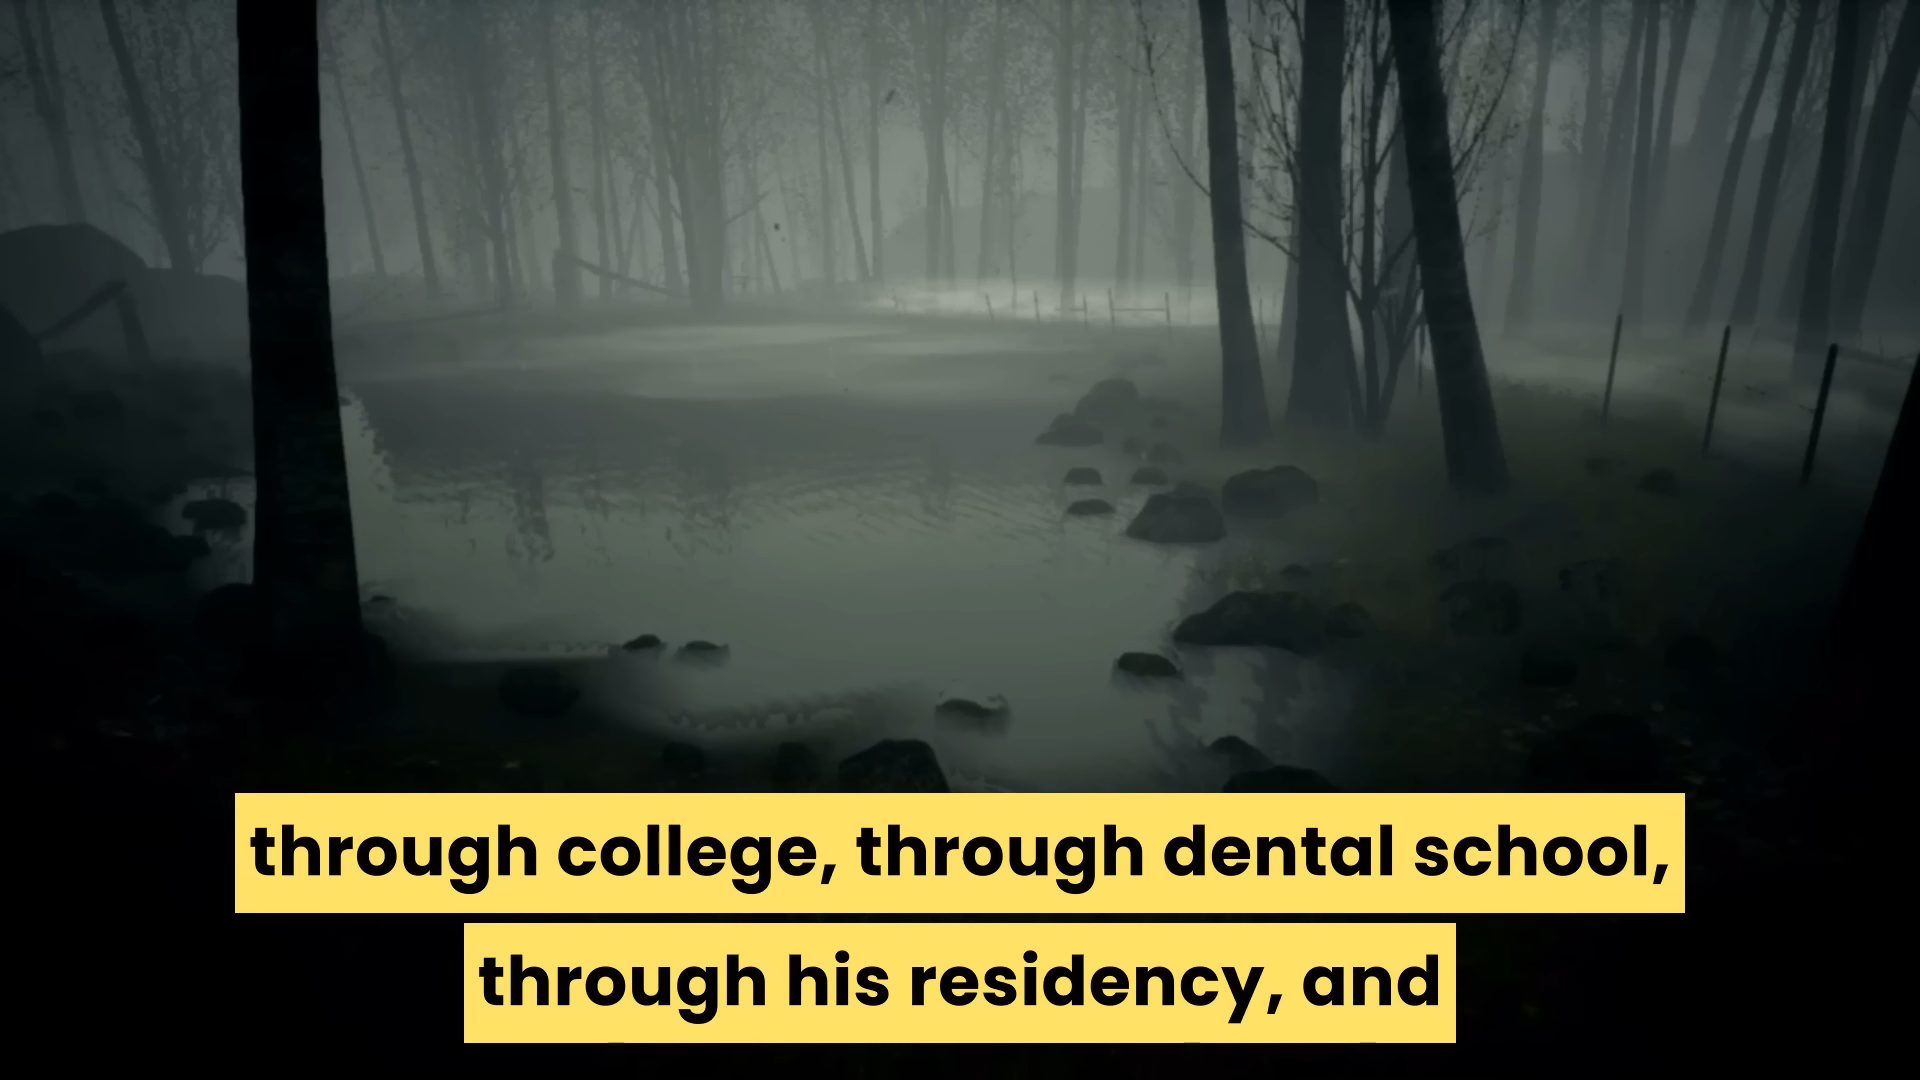 through college, through dental school,
through his residency, and